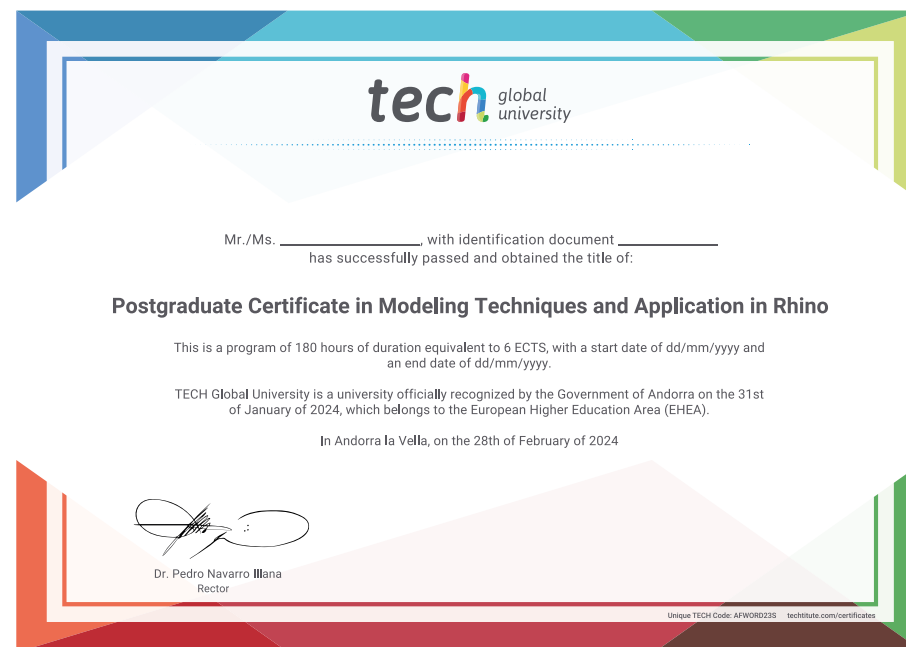 tech global
university
Mr./Ms. ____________, with identification document ____________
has successfully passed and obtained the title of:
Postgraduate Certificate in Modeling Techniques and Application in Rhino
This is a program of 180 hours of duration equivalent to 6 ECTS, with a start date of dd/mm/yyyy and
an end date of dd/mm/yyyy.
TECH Global University is a university officially recognized by the Government of Andorra on the 31st
of January of 2024, which belongs to the European Higher Education Area (EHEA).
In Andorra la Vella, on the 28th of February of 2024
Dr. Pedro Navarro Illana
Rector
Unique TECH Code: AFWORD23S techtitute.com/certificates